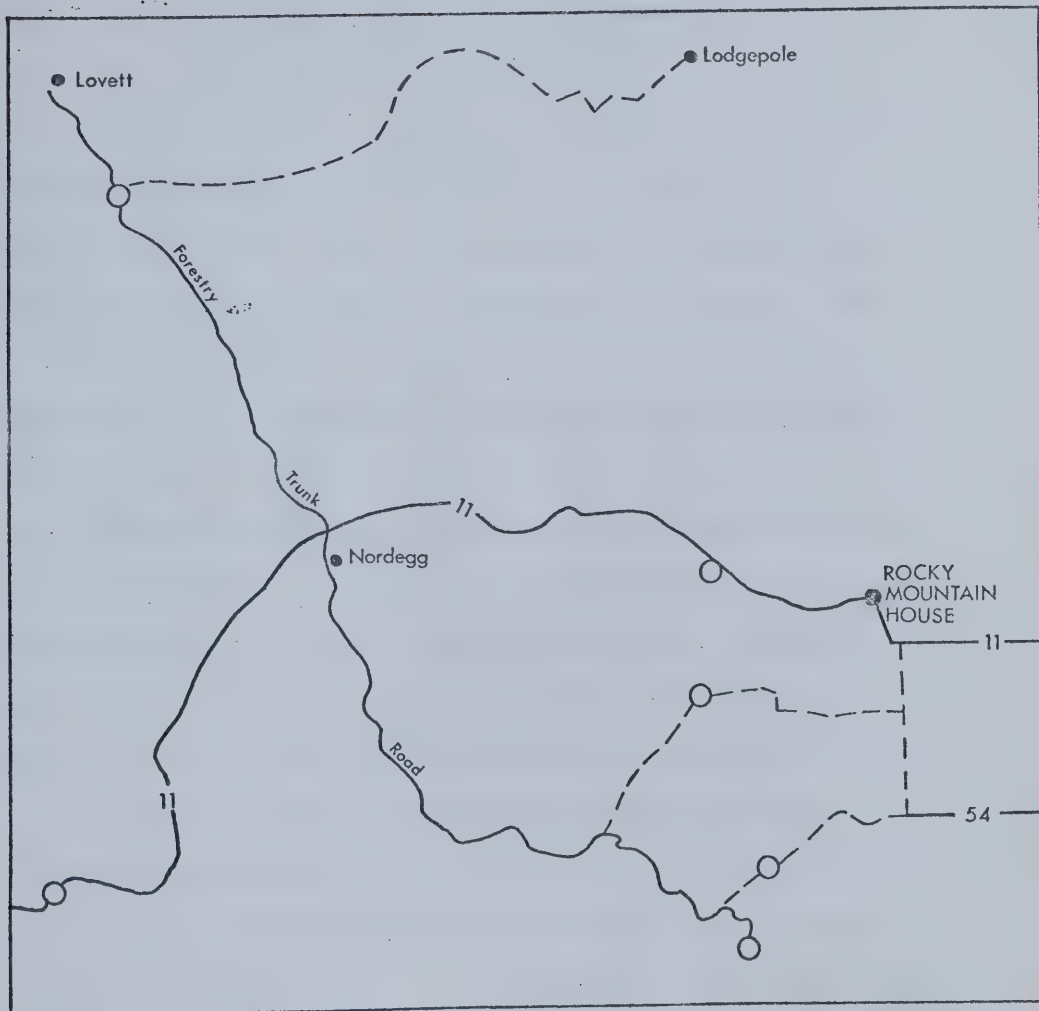 Lovett
Lodgepole
Forestry
Trunk
11
Nordegg
ROCKY
MOUNTAIN
HOUSE
11
Road
11
54